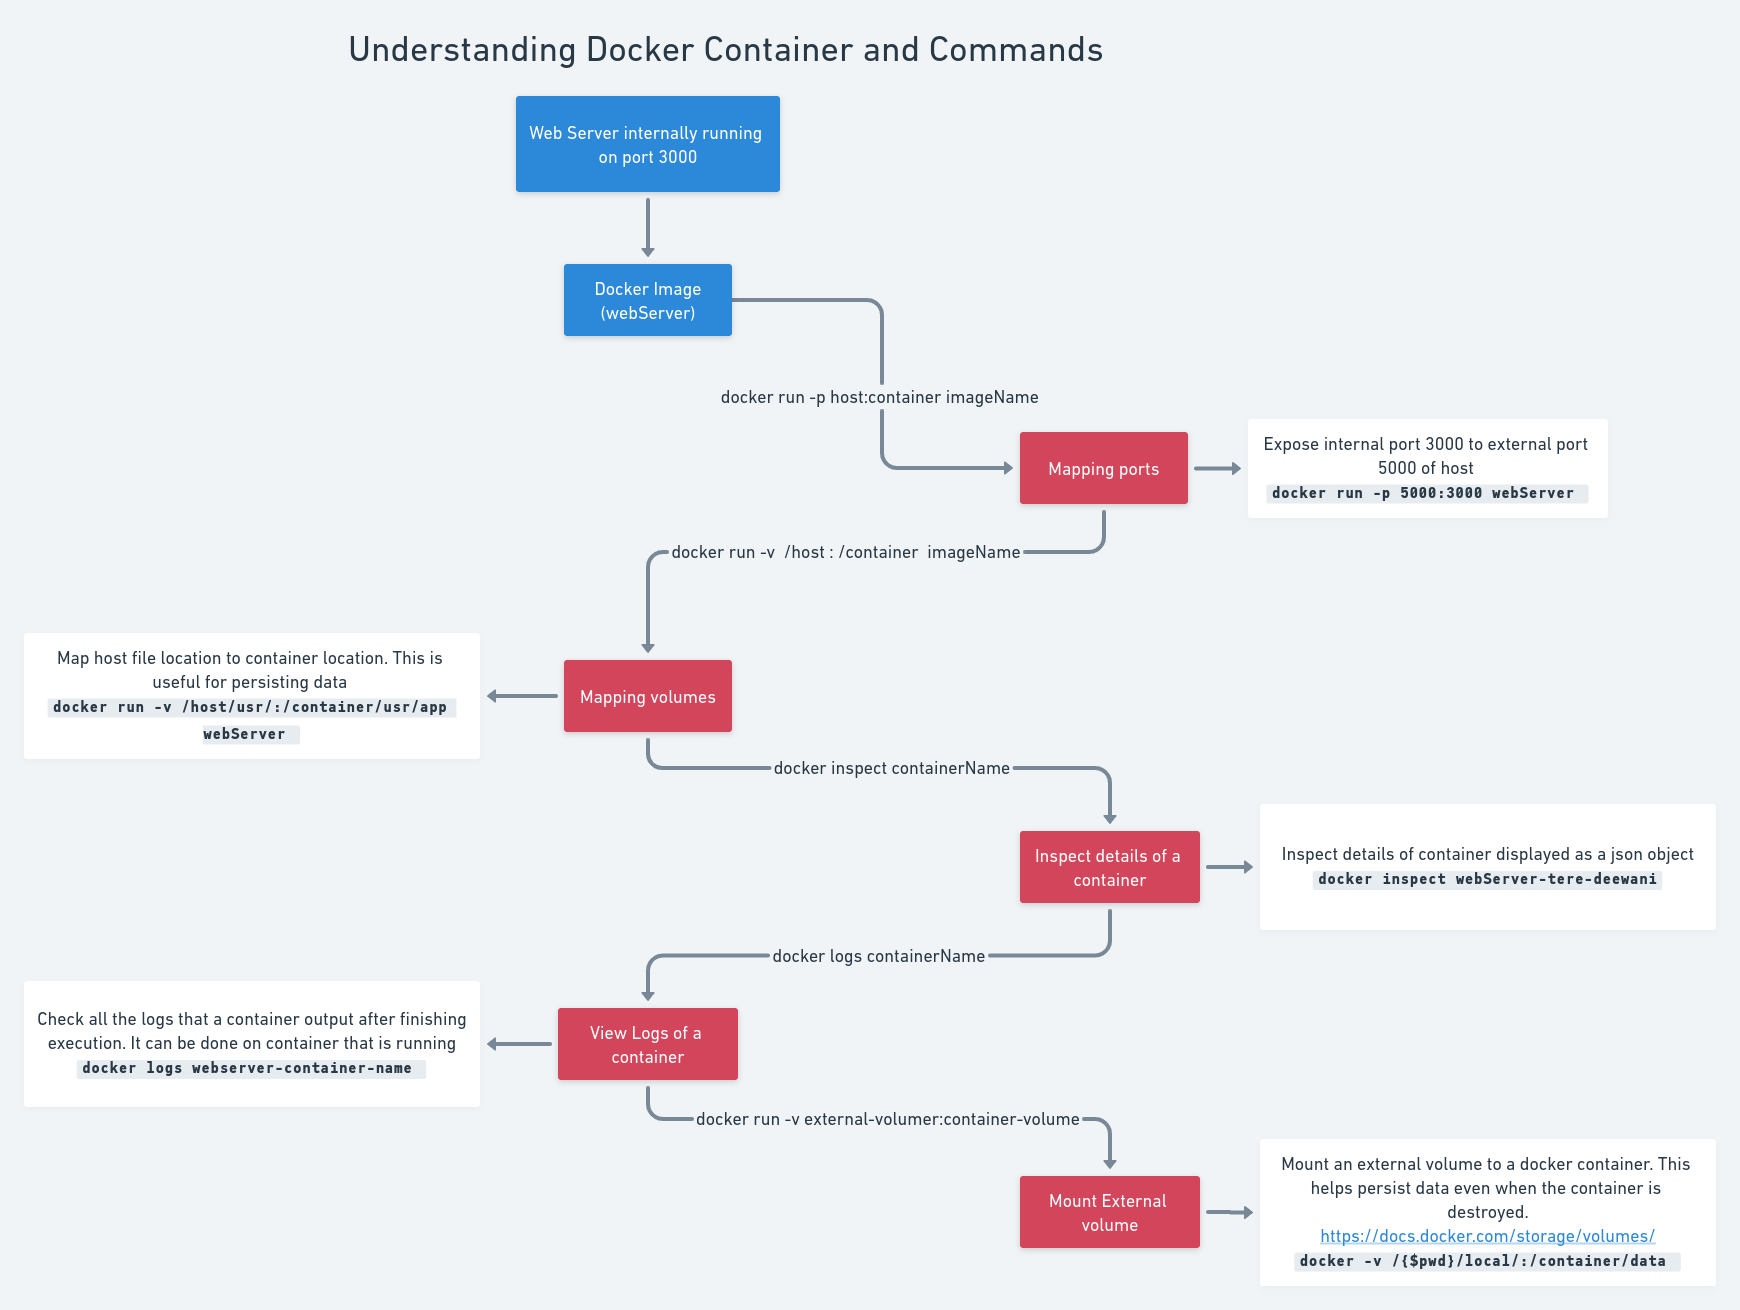 Understanding Docker Container and Commands
Web Server internally running
on port 3000
Docker Image
(webServer)
docker run -p host:container imageName
Mapping ports
Expose internal port 3000 to external port
5000 of host
docker run -p 5000:3000 webServer
docker run -v  /host : /container  imageName
Map host file location to container location. This is
useful for persisting data
docker run -v /host/usr/:/container/usr/app
webServer
Mapping volumes
docker inspect containerName
Inspect details of a
container
Inspect details of container displayed as a json object
docker inspect webServer-tere-deewani
docker logs containerName
Check all the logs that a container output after finishing
execution. It can be done on container that is running
docker logs webserver-container-name
View Logs of a
container
docker run -v external-volumer:container-volume
Mount External
volume
Mount an external volume to a docker container. This
helps persist data even when the container is
destroyed.
https://docs.docker.com/storage/volumes/
docker -v /{$pwd}/local/:/container/data